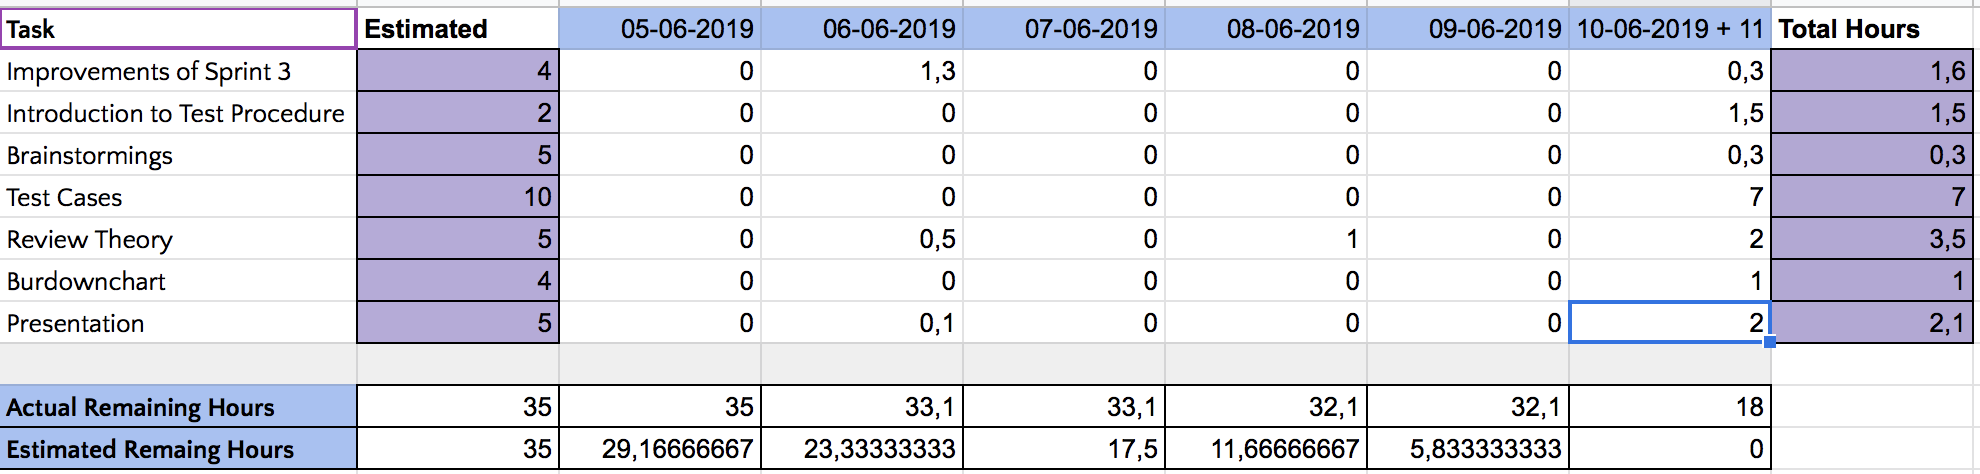 Task Estimated 05-06-2019 06-06-2019 07-06-2019 08-06-2019 09-06-2019 10-06-2019 + 11 Total Hours
Improvements of Sprint 3 4 0 1,3 0 0 0 0,3 1,6
Introduction to Test Procedure 2 0 0 0 0 0 1,5 1,5
Brainstormings 5 0 0 0 0 0 0,3 0,3
Test Cases 10 0 0 0 0 0 7 7
Review Theory 5 0 0,5 0 1 0 2 3,5
Burdownchart 4 0 0 0 0 0 1 1
Presentation 5 0 0,1 0 0 0 2 2,1
Actual Remaining Hours 35 35 33,1 33,1 32,1 32,1 18
Estimated Remaing Hours 35 29,16666667 23,33333333 17,5 11,66666667 5,833333333 0